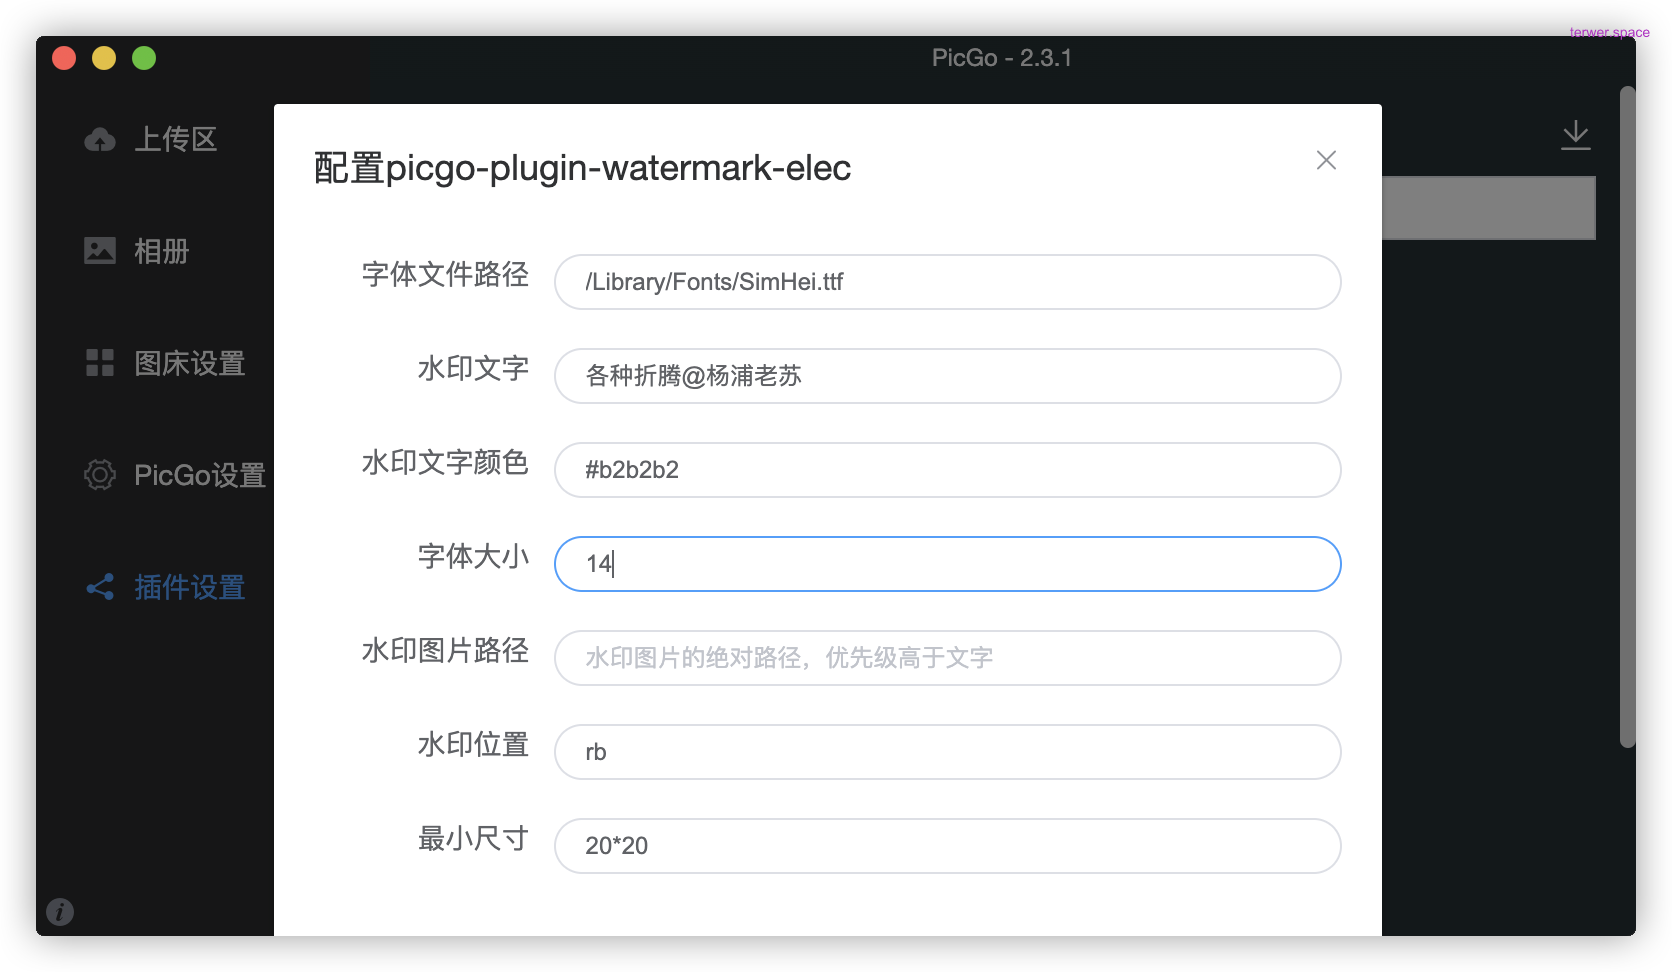 terwer.space
PicGo - 2.3.1
上传区
相册
图床设置
PicGo设置
插件设置
配置picgo-plugin-watermark-elec
字体文件路径
/Library/Fonts/SimHei.ttf
水印文字
各种折腾@杨浦老苏
水印文字颜色
#b2b2b2
字体大小
14
水印图片路径
水印图片的绝对路径，优先级高于文字
水印位置
rb
最小尺寸
20*20